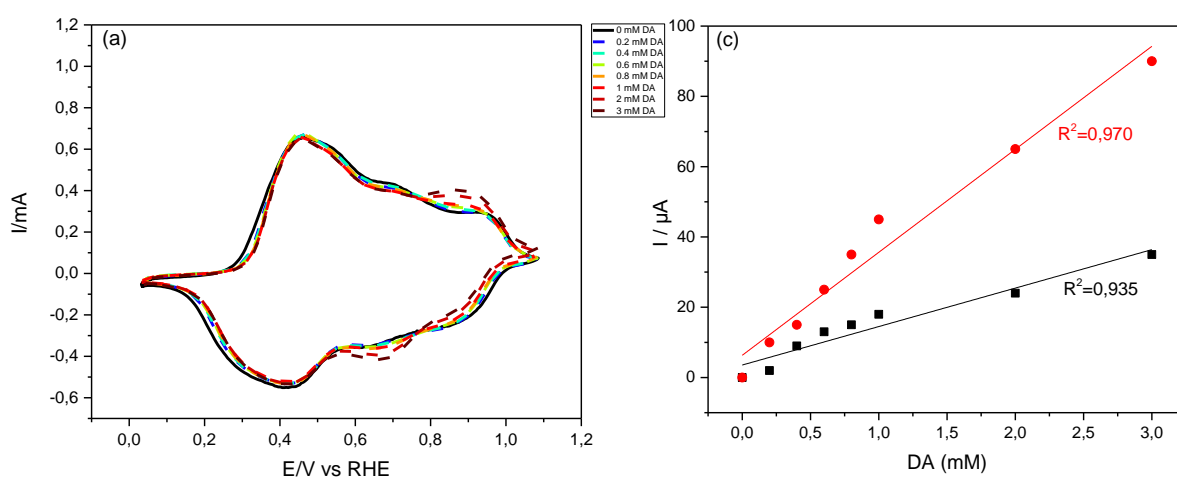 (a)
1,2
1,0
0,8
0,6
0,4
0,2
0,0
-0,2
-0,4
-0,6
I/mA
0,0 0,2 0,4 0,6 0,8 1,0 1,2
E/V vs RHE
0 mM DA
0.2 mM DA
0.4 mM DA
0.6 mM DA
0.8 mM DA
1 mM DA
2 mM DA
3 mM DA
(c)
100
80
60
40
20
0
I / µA
R²=0,970
R²=0,935
0,0 0,5 1,0 1,5 2,0 2,5 3,0
DA (mM)